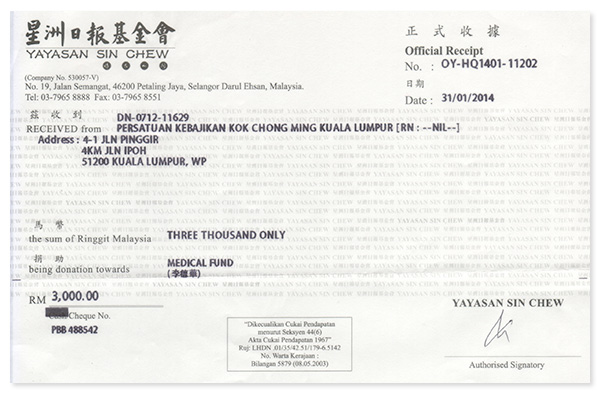 星洲日報基金會
YAYASAN SIN CHEW
(Company No. 530057-V)
No. 19, Jalan Semangat, 46200 Petaling Jaya, Selangor Darul Ehsan, Malaysia.
Tel: 03-7965 8888 Fax: 03-7965 8551
正式收據
Official Receipt
No. : OY-HQ1401-11202
日期
Date : 31/01/2014
茲收到 DN-0712-11629
RECEIVED from PERSATUAN KEBAJIKAN KOK CHONG MING KUALA LUMPUR [RN : --NIL--]
Address : 4-1 JLN PINGGIR
4KM JLN IPOH
51200 KUALA LUMPUR, WP
馬幣
the sum of Ringgit Malaysia THREE THOUSAND ONLY
捐助
being donation towards MEDICAL FUND
(李雄華)
RM 3,000.00
Cheque No.
PBB 488542
"Dikecualikan Cukai Pendapatan
menurut Seksyen 44(6)
Akta Cukai Pendapatan 1967"
Ruj: LHDN .01/35/42.51/179-6.5142
No. Warta Kerajaan :
Bilangan 5879 (08.05.2003)
YAYASAN SIN CHEW
Authorised Signatory